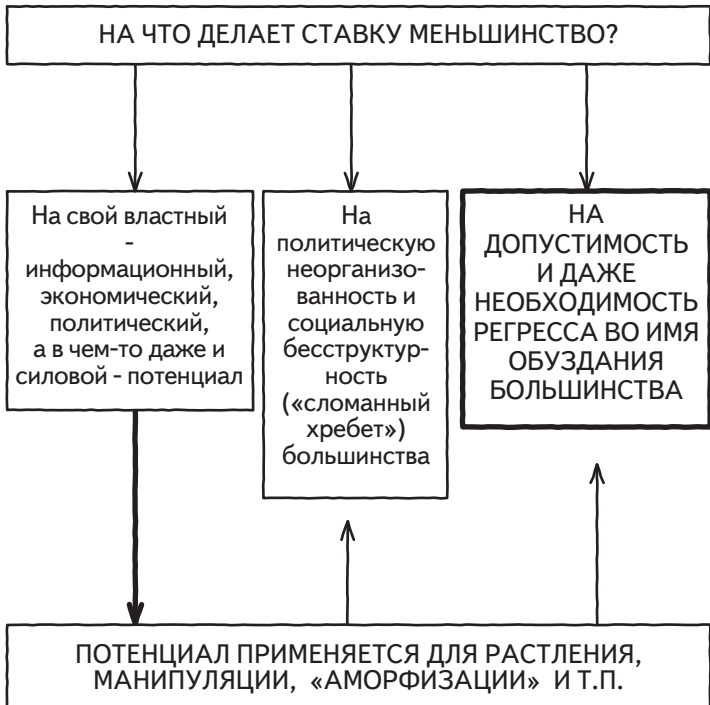 НА ЧТО ДЕЛАЕТ СТАВКУ МЕНЬШИНСТВО?
На свой властный
-
информационный,
экономический,
политический,
а в чем-то даже и
силовой - потенциал
На
политическую
неорганизо-
ванность и
социальную
бесструктур-
ность
(«сломанный
хребет»)
большинства
НА
ДОПУСТИМОСТЬ
И ДАЖЕ
НЕОБХОДИМОСТЬ
РЕГРЕССА ВО ИМЯ
ОБУЗДАНИЯ
БОЛЬШИНСТВА
ПОТЕНЦИАЛ ПРИМЕНЯЕТСЯ ДЛЯ РАСТЛЕНИЯ,
МАНИПУЛЯЦИИ, «АМОРФИЗАЦИИ» И Т.П.